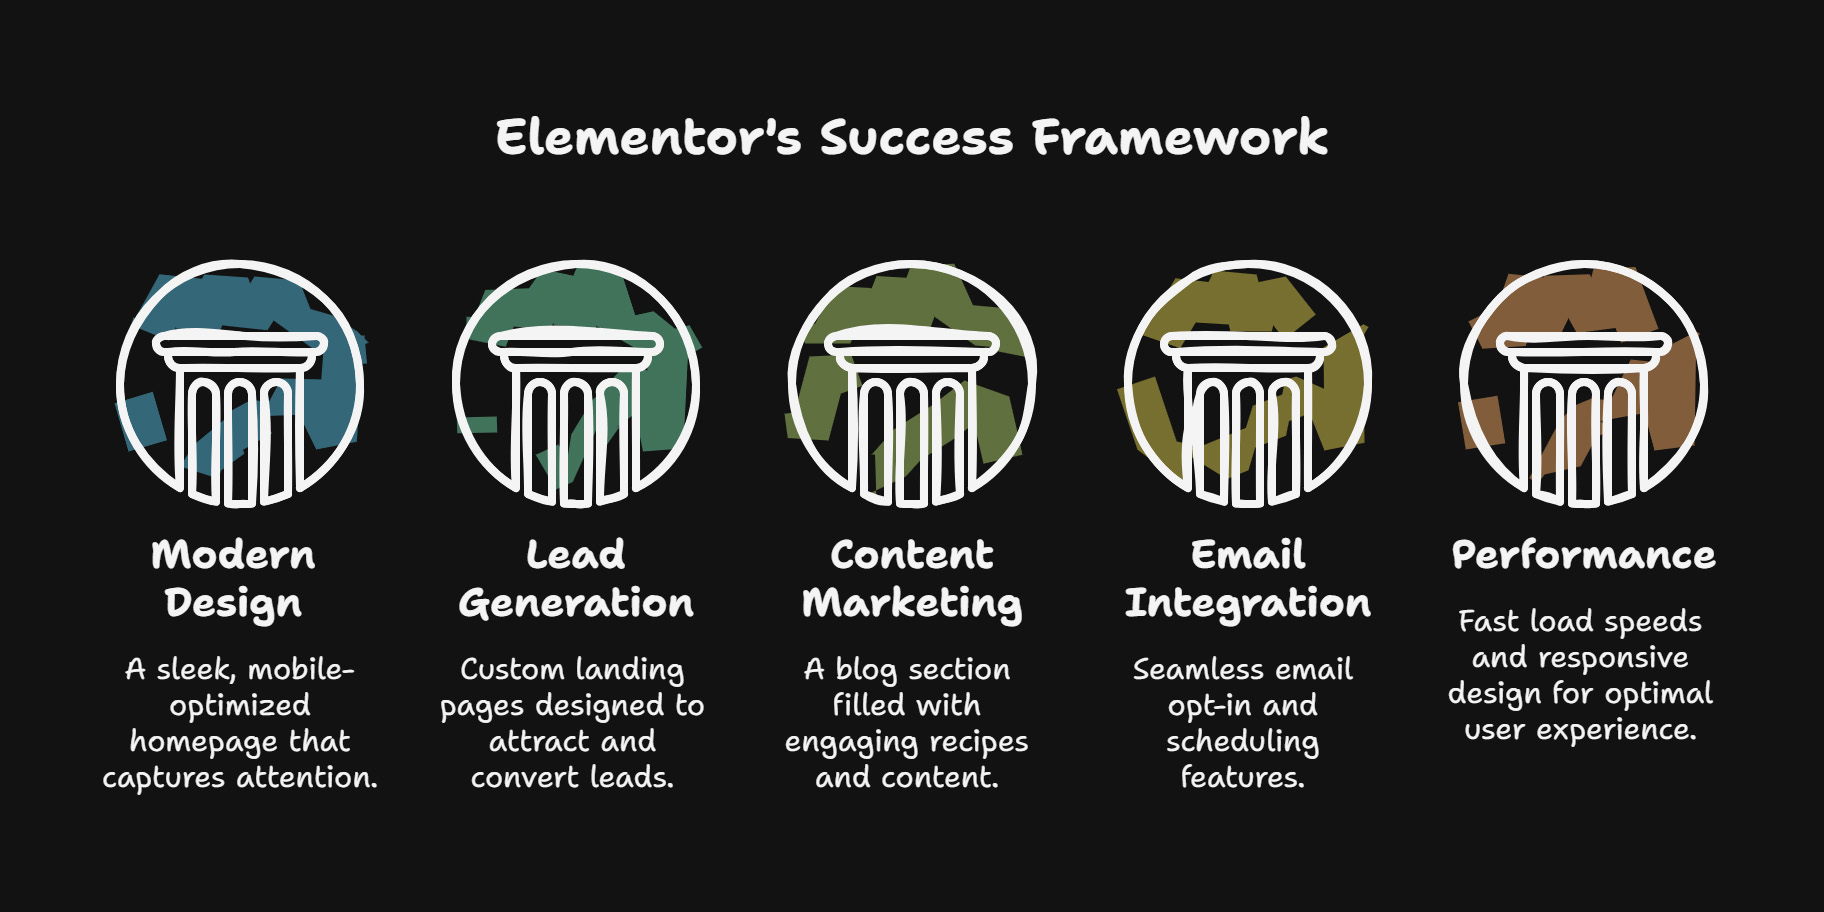 Elementor's Success Framework
Modern
Design
A sleek, mobile-
optimized
homepage that
captures attention.
Lead
Generation
Custom landing
pages designed to
attract and
convert leads.
Content
Marketing
A blog section
filled with
engaging recipes
and content.
Email
Integration
Seamless email
opt-in and
scheduling
features.
Performance
Fast load speeds
and responsive
design for optimal
user experience.